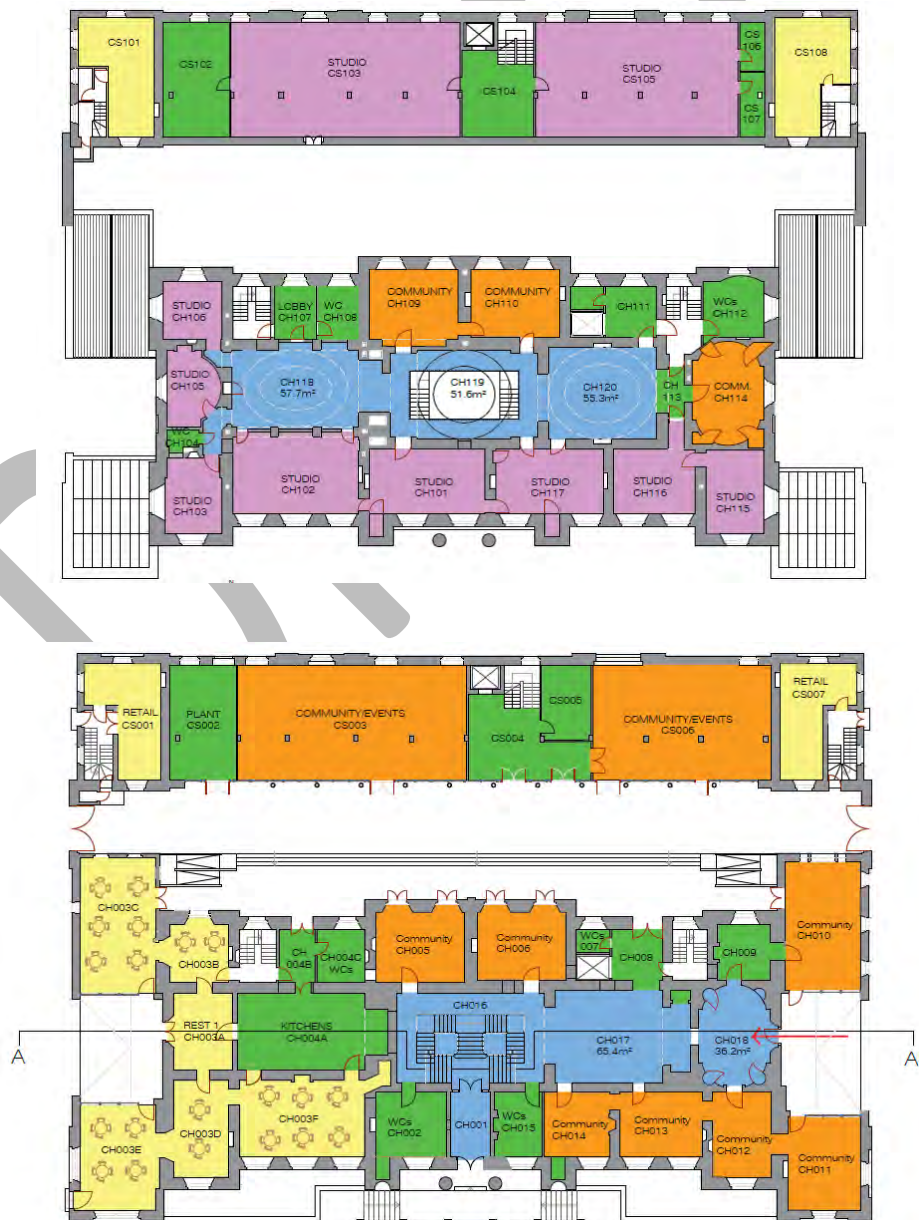 CS101
CS102
STUDIO
CS103
CS104
STUDIO
CS105
CS
106
CS
107
CS108
STUDIO
CH106
LOBBY
CH107
WC
CH108
COMMUNITY
CH109
COMMUNITY
CH110
CH111
WCs
CH112
STUDIO
CH105
CH118
57.7m²
CH119
51.6m²
CH120
55.3m²
CH
113
COMM.
CH114
WC
CH104
STUDIO
CH103
STUDIO
CH102
STUDIO
CH101
STUDIO
CH117
STUDIO
CH116
STUDIO
CH115
RETAIL
CS001
PLANT
CS002
COMMUNITY/EVENTS
CS003
CS004
CS005
COMMUNITY/EVENTS
CS006
RETAIL
CS007
CH003C
CH003B
CH
004B
CH004C
WCs
Community
CH005
Community
CH006
WCs
007
CH008
CH009
Community
CH010
REST 1
CH003A
KITCHENS
CH004A
CH016
CH017
65.4m²
CH018
36.2m²
A
A
CH003E
CH003D
CH003F
WCs
CH002
CH001
WCs
CH015
Community
CH014
Community
CH013
Community
CH012
Community
CH011